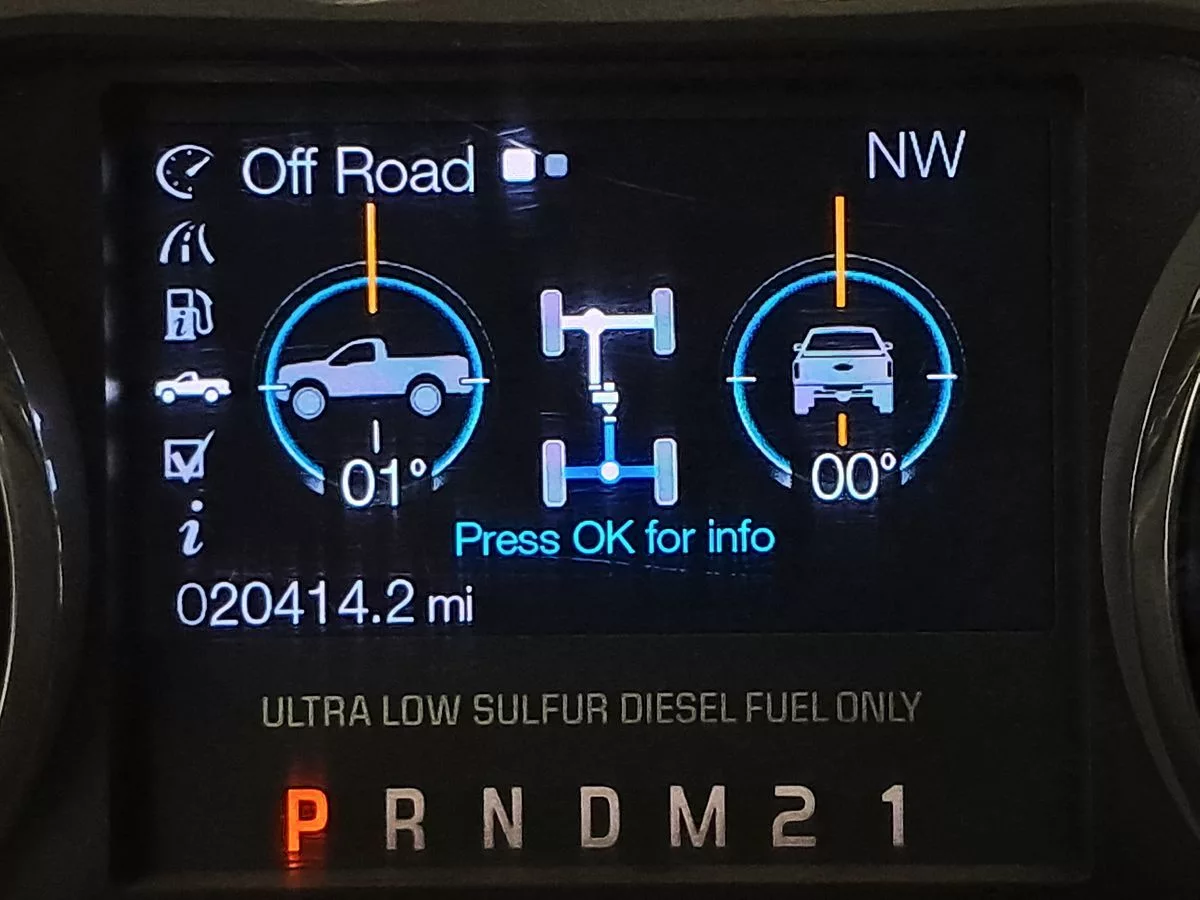 Off Road
NW
01°
00°
Press OK for info
020414.2 mi
ULTRA LOW SULFUR DIESEL FUEL ONLY
P R N D M 2 1